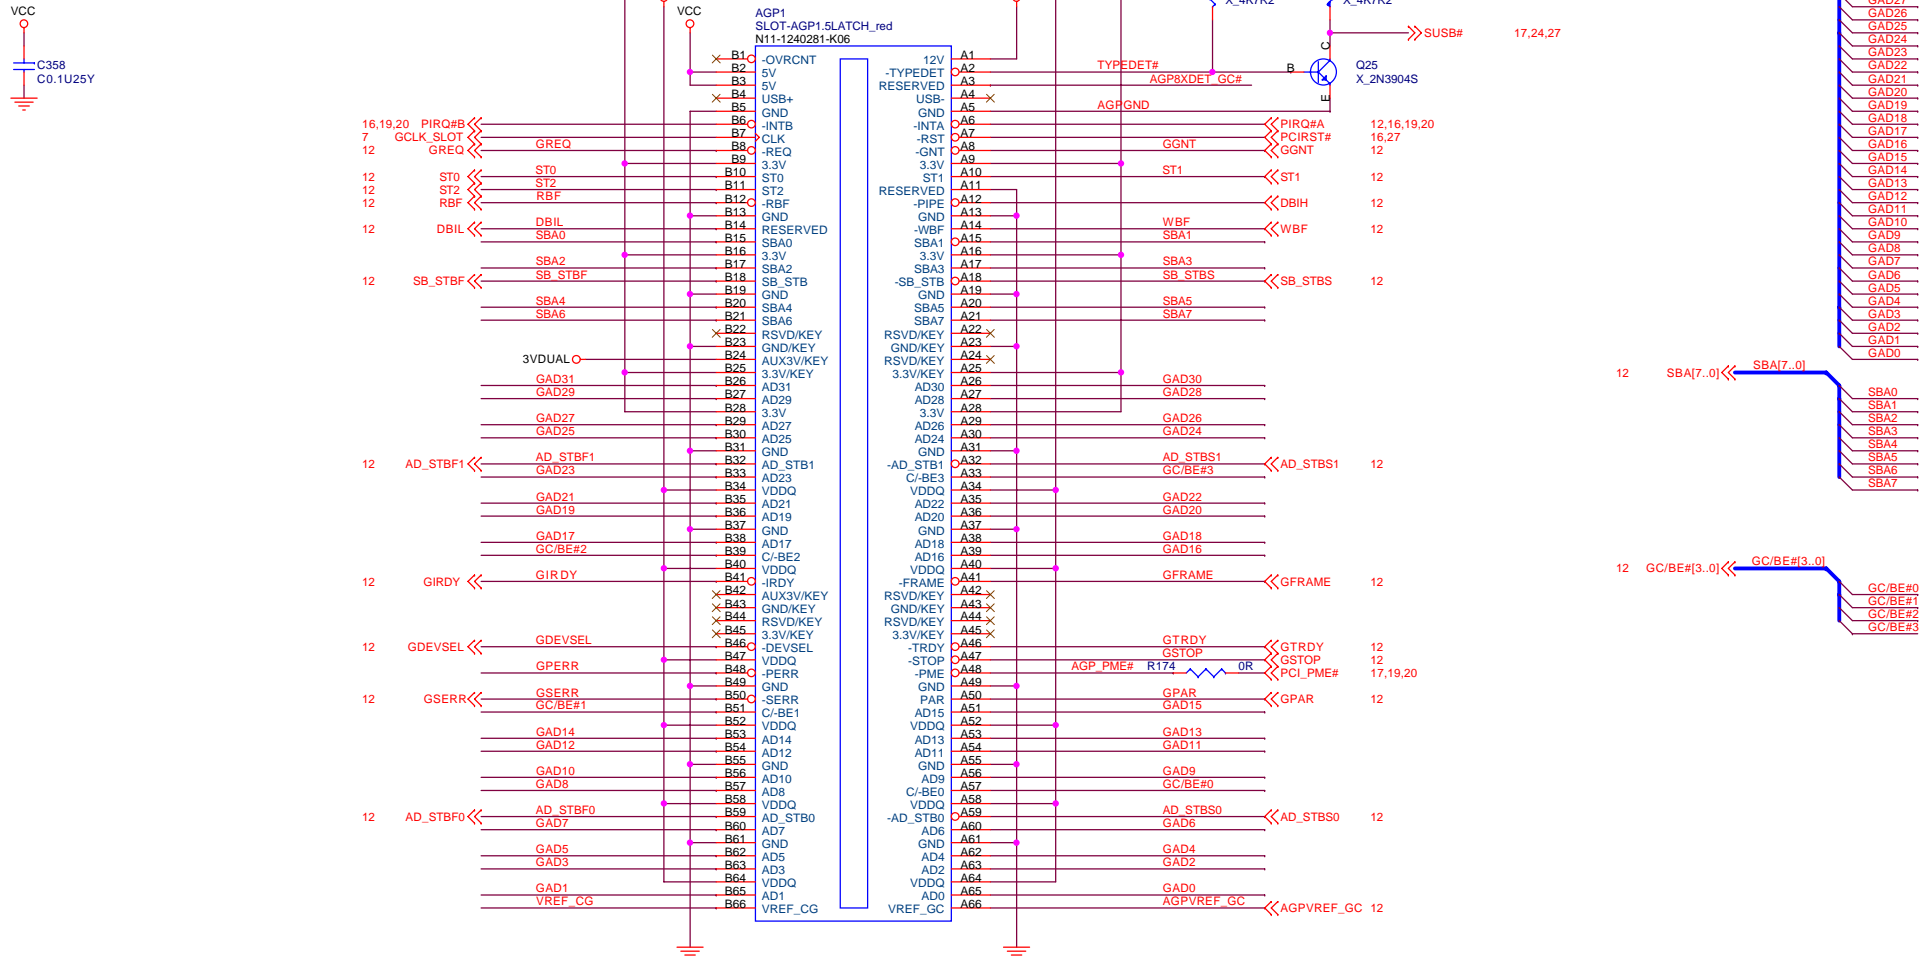 VCC
C358
C0.1U25Y
VCC
AGP1
SLOT-AGP1.5LATCH_red
N11-1240281-K06
X_4K7R2
X_4K7R2
SUSB# 17,24,27
C
B
E
Q25
X_2N3904S
B1 -OVRCNT 12V A1
B2 5V -TYPEDET A2 TYPEDET#
B3 5V RESERVED A3 AGP8XDET_GC#
B4 USB+ USB- A4
B5 GND GND A5 AGPGND
16,19,20 PIRQ#B B6 -INTB -INTA A6 PIRQ#A 12,16,19,20
7 GCLK_SLOT B7 CLK -RST A7 PCIRST# 16,27
12 GREQ GREQ B8 -REQ -GNT A8 GGNT GGNT 12
B9 3.3V 3.3V A9
12 ST0 ST0 B10 ST0 ST1 A10 ST1 ST1 12
12 ST2 ST2 B11 ST2 RESERVED A11
12 RBF RBF B12 -RBF -PIPE A12 DBIH 12
B13 GND GND A13
12 DBIL DBIL B14 RESERVED -WBF A14 WBF WBF 12
SBA0 B15 SBA0 SBA1 A15 SBA1
B16 3.3V 3.3V A16
SBA2 B17 SBA2 SBA3 A17 SBA3
12 SB_STBF SB_STBF B18 SB_STB -SB_STB A18 SB_STBS SB_STBS 12
B19 GND GND A19
SBA4 B20 SBA4 SBA5 A20 SBA5
SBA6 B21 SBA6 SBA7 A21 SBA7
B22 RSVD/KEY RSVD/KEY A22
B23 GND/KEY GND/KEY A23
3VDUAL B24 AUX3V/KEY RSVD/KEY A24
B25 3.3V/KEY 3.3V/KEY A25
GAD31 B26 AD31 AD30 A26 GAD30
GAD29 B27 AD29 AD28 A27 GAD28
B28 3.3V 3.3V A28
GAD27 B29 AD27 AD26 A29 GAD26
GAD25 B30 AD25 AD24 A30 GAD24
B31 GND GND A31
12 AD_STBF1 AD_STBF1 B32 AD_STB1 -AD_STB1 A32 AD_STBS1 AD_STBS1 12
GAD23 B33 AD23 C/-BE3 A33 GC/BE#3
B34 VDDQ VDDQ A34
GAD21 B35 AD21 AD22 A35 GAD22
GAD19 B36 AD19 AD20 A36 GAD20
B37 GND GND A37
GAD17 B38 AD17 AD18 A38 GAD18
GC/BE#2 B39 C/-BE2 AD16 A39 GAD16
B40 VDDQ VDDQ A40
12 GIRDY GIRDY B41 -IRDY -FRAME A41 GFRAME GFRAME 12
B42 AUX3V/KEY RSVD/KEY A42
B43 GND/KEY GND/KEY A43
B44 RSVD/KEY RSVD/KEY A44
B45 3.3V/KEY 3.3V/KEY A45
12 GDEVSEL GDEVSEL B46 -DEVSEL -TRDY A46 GTRDY GTRDY 12
B47 VDDQ -STOP A47 GSTOP GSTOP 12
GPERR B48 -PERR -PME A48 AGP_PME# R174 0R PCI_PME# 17,19,20
B49 GND GND A49
12 GSERR GSERR B50 -SERR PAR A50 GPAR GPAR 12
GC/BE#1 B51 C/-BE1 AD15 A51 GAD15
B52 VDDQ VDDQ A52
GAD14 B53 AD14 AD13 A53 GAD13
GAD12 B54 AD12 AD11 A54 GAD11
B55 GND GND A55
GAD10 B56 AD10 AD9 A56 GAD9
GAD8 B57 AD8 C/-BE0 A57 GC/BE#0
B58 VDDQ VDDQ A58
12 AD_STBF0 AD_STBF0 B59 AD_STB0 -AD_STB0 A59 AD_STBS0 AD_STBS0 12
GAD7 B60 AD7 AD6 A60 GAD6
B61 GND GND A61
GAD5 B62 AD5 AD4 A62 GAD4
GAD3 B63 AD3 AD2 A63 GAD2
B64 VDDQ VDDQ A64
GAD1 B65 AD1 AD0 A65 GAD0
VREF_CG B66 VREF_CG VREF_GC A66 AGPVREF_GC AGPVREF_GC 12
GAD27
GAD26
GAD25
GAD24
GAD23
GAD22
GAD21
GAD20
GAD19
GAD18
GAD17
GAD16
GAD15
GAD14
GAD13
GAD12
GAD11
GAD10
GAD9
GAD8
GAD7
GAD6
GAD5
GAD4
GAD3
GAD2
GAD1
GAD0
12 SBA[7..0] SBA[7..0]
SBA0
SBA1
SBA2
SBA3
SBA4
SBA5
SBA6
SBA7
12 GC/BE#[3..0] GC/BE#[3..0]
GC/BE#0
GC/BE#1
GC/BE#2
GC/BE#3